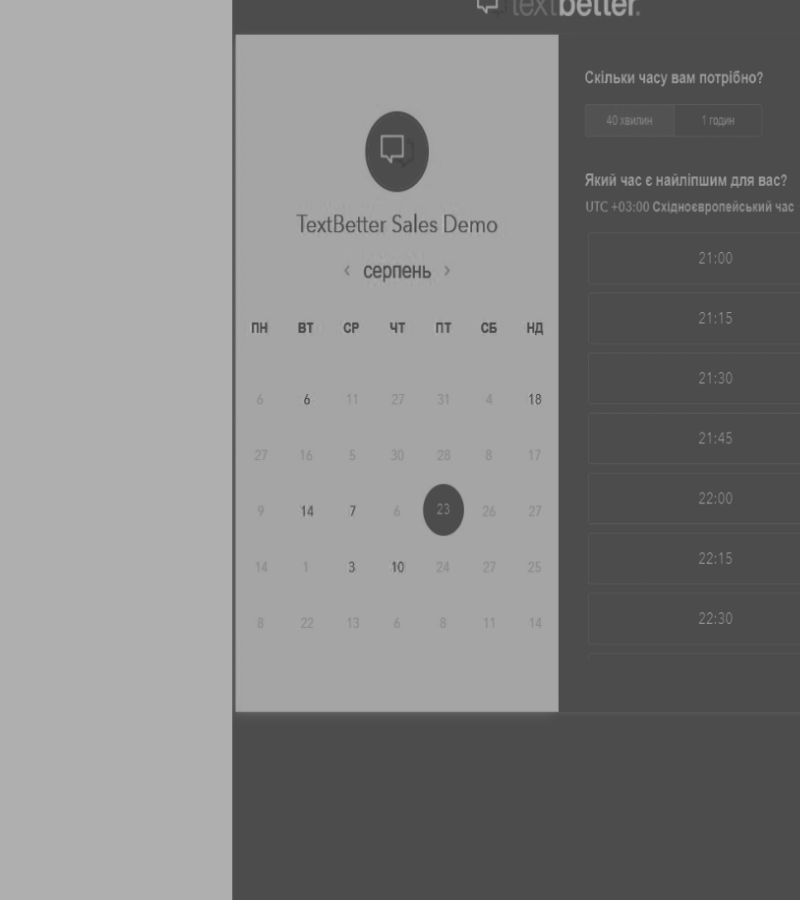 textbetter.
TextBetter Sales Demo
‹ серпень ›
ПН ВТ СР ЧТ ПТ СБ НД
6 6 11 27 31 4 18
27 16 5 30 28 8 17
9 14 7 6 23 26 27
14 1 3 10 24 27 25
8 22 13 6 8 11 14
Скільки часу вам потрібно?
40 хвилин 1 годин
Який час є найліпшим для вас?
UTC +03:00 Східноєвропейський час
21:00
21:15
21:30
21:45
22:00
22:15
22:30